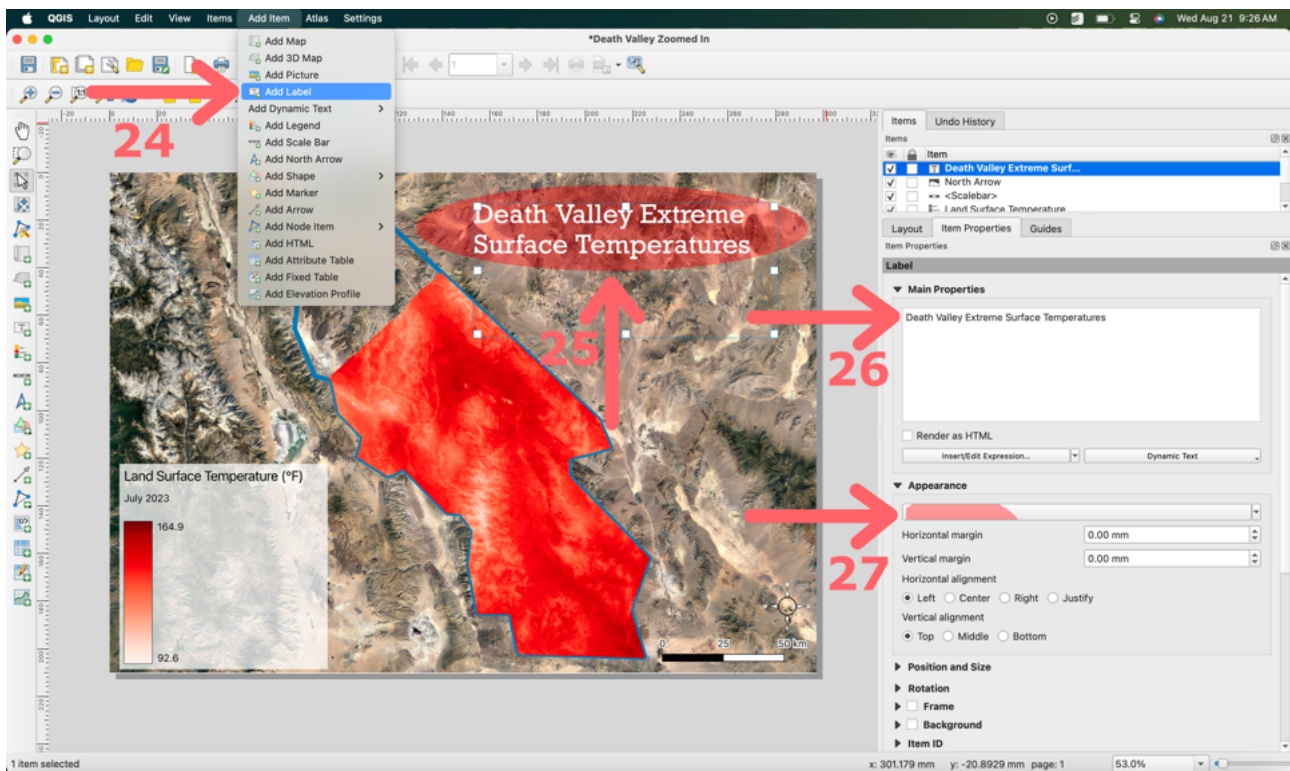 QGIS Layout Edit View Items Add Item Atlas Settings Wed Aug 21 9:26 AM
*Death Valley Zoomed In
Add Map
Add 3D Map
Add Picture
Add Label
Add Dynamic Text
Add Legend
Add Scale Bar
Add North Arrow
Add Shape
Add Marker
Add Arrow
Add Node Item
Add HTML
Add Attribute Table
Add Fixed Table
Add Elevation Profile
1
24
Death Valley Extreme
Surface Temperatures
25
Land Surface Temperature (°F)
July 2023
164.9
92.6
0 25 50 km
Items Undo History
Items
Item
Death Valley Extreme Surf...
North Arrow
<Scalebar>
Land Surface Temperature
Layout Item Properties Guides
Item Properties
Label
Main Properties
Death Valley Extreme Surface Temperatures
26
Render as HTML
Insert/Edit Expression... Dynamic Text
Appearance
27
Horizontal margin 0.00 mm
Vertical margin 0.00 mm
Horizontal alignment
Left Center Right Justify
Vertical alignment
Top Middle Bottom
Position and Size
Rotation
Frame
Background
Item ID
1 item selected x: 301.179 mm y: -20.8929 mm page: 1 53.0%